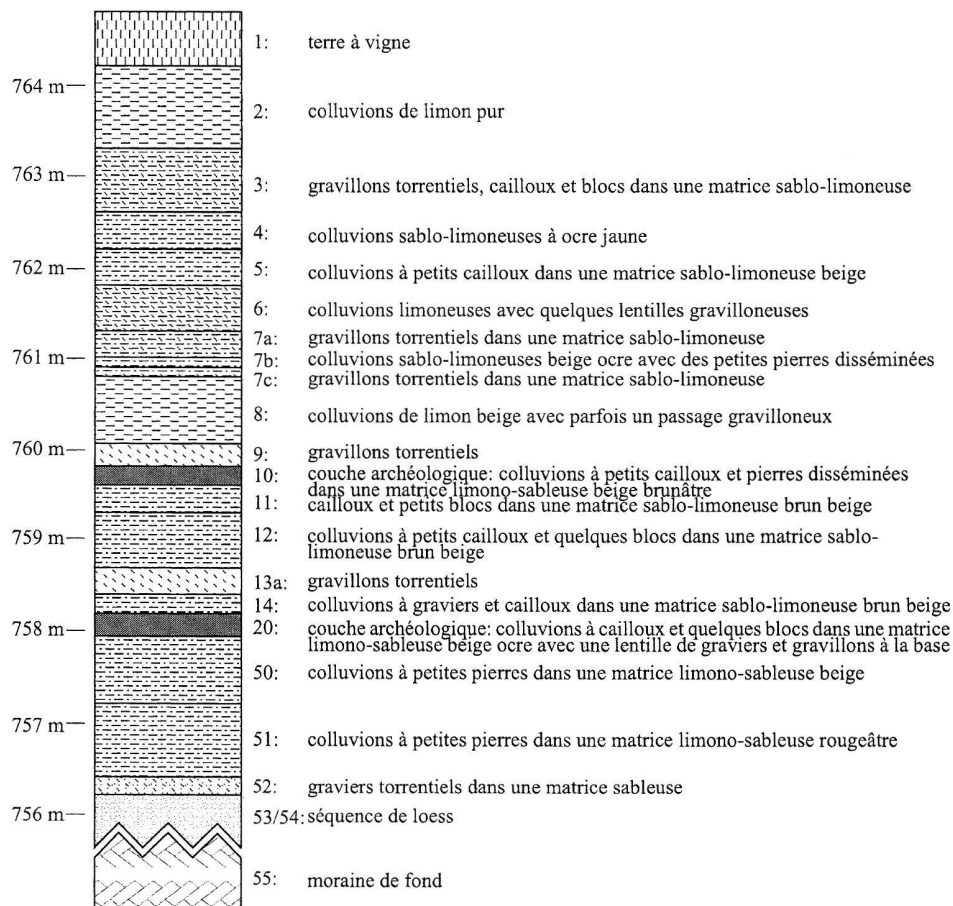 1: terre à vigne
764 m
2: colluvions de limon pur
763 m
3: gravillons torrentiels, cailloux et blocs dans une matrice sablo-limoneuse
4: colluvions sablo-limoneuses à ocre jaune
762 m
5: colluvions à petits cailloux dans une matrice sablo-limoneuse beige
6: colluvions limoneuses avec quelques lentilles gravilloneuses
7a: gravillons torrentiels dans une matrice sablo-limoneuse
761 m
7b: colluvions sablo-limoneuses beige ocre avec des petites pierres disséminées
7c: gravillons torrentiels dans une matrice sablo-limoneuse
8: colluvions de limon beige avec parfois un passage gravilloneux
760 m
9: gravillons torrentiels
10: couche archéologique: colluvions à petits cailloux et pierres disséminées
dans une matrice limono-sableuse beige brunâtre
11: cailloux et petits blocs dans une matrice sablo-limoneuse brun beige
759 m
12: colluvions à petits cailloux et quelques blocs dans une matrice sablo-
limoneuse brun beige
13a: gravillons torrentiels
14: colluvions à graviers et cailloux dans une matrice sablo-limoneuse brun beige
758 m
20: couche archéologique: colluvions à cailloux et quelques blocs dans une matrice
limono-sableuse beige ocre avec une lentille de graviers et gravillons à la base
50: colluvions à petites pierres dans une matrice limono-sableuse beige
757 m
51: colluvions à petites pierres dans une matrice limono-sableuse rougeâtre
52: graviers torrentiels dans une matrice sableuse
756 m
53/54: séquence de loess
55: moraine de fond